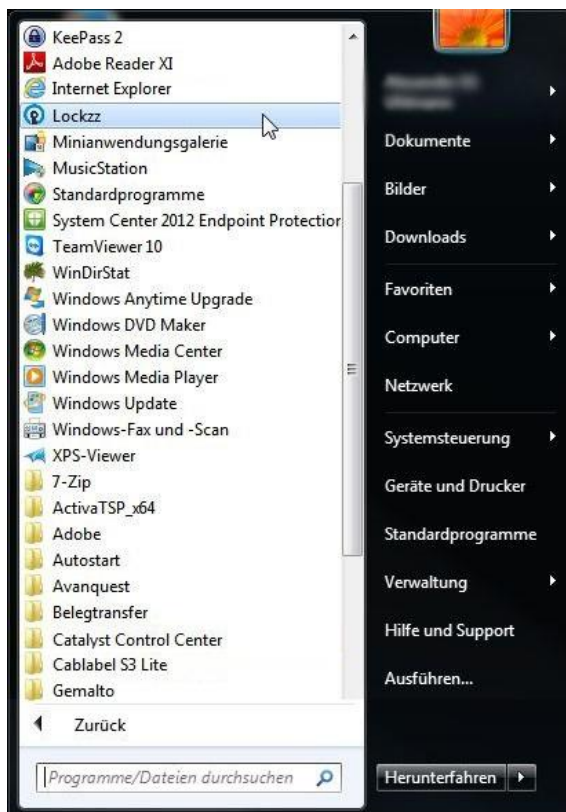 KeePass 2
Adobe Reader XI
Internet Explorer
Lockzz
Minianwendungsgalerie
MusicStation
Standardprogramme
System Center 2012 Endpoint Protection
TeamViewer 10
WinDirStat
Windows Anytime Upgrade
Windows DVD Maker
Windows Media Center
Windows Media Player
Windows Update
Windows-Fax und -Scan
XPS-Viewer
7-Zip
ActivaTSP_x64
Adobe
Autostart
Avanquest
Belegtransfer
Catalyst Control Center
Cablabel S3 Lite
Gemalto
Zurück
Programme/Dateien durchsuchen
Dokumente
Bilder
Downloads
Favoriten
Computer
Netzwerk
Systemsteuerung
Geräte und Drucker
Standardprogramme
Verwaltung
Hilfe und Support
Ausführen...
Herunterfahren